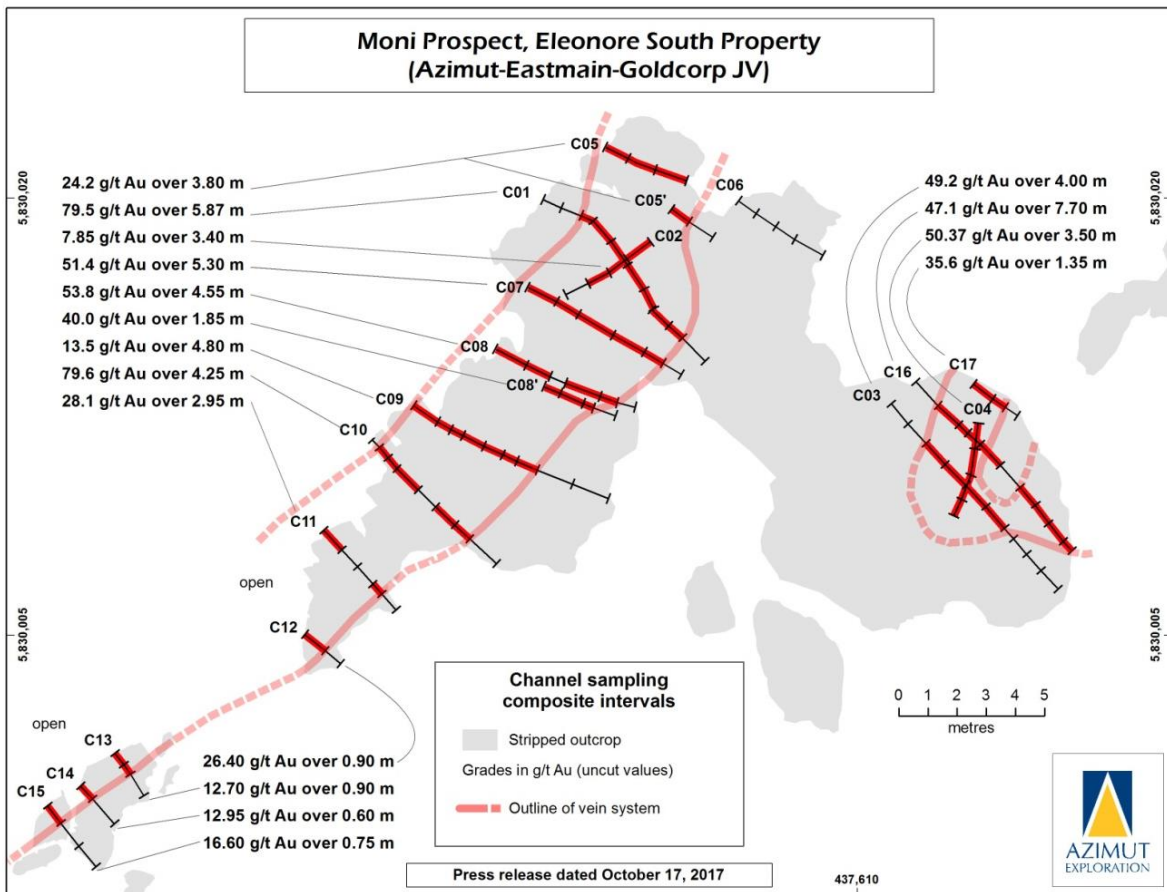 Moni Prospect, Eleonore South Property
(Azimut-Eastmain-Goldcorp JV)
5,830,020
5,830,020
24.2 g/t Au over 3.80 m
79.5 g/t Au over 5.87 m
7.85 g/t Au over 3.40 m
51.4 g/t Au over 5.30 m
53.8 g/t Au over 4.55 m
40.0 g/t Au over 1.85 m
13.5 g/t Au over 4.80 m
79.6 g/t Au over 4.25 m
28.1 g/t Au over 2.95 m
C05
C01
C05'
C06
C02
C07
C08
C08'
C09
C10
C11
open
C12
49.2 g/t Au over 4.00 m
47.1 g/t Au over 7.70 m
50.37 g/t Au over 3.50 m
35.6 g/t Au over 1.35 m
C16
C17
C03
C04
5,830,005
5,830,005
open
C13
C14
C15
26.40 g/t Au over 0.90 m
12.70 g/t Au over 0.90 m
12.95 g/t Au over 0.60 m
16.60 g/t Au over 0.75 m
Channel sampling
composite intervals
Stripped outcrop
Grades in g/t Au (uncut values)
Outline of vein system
0 1 2 3 4 5
metres
Press release dated October 17, 2017
437,610
AZIMUT
EXPLORATION